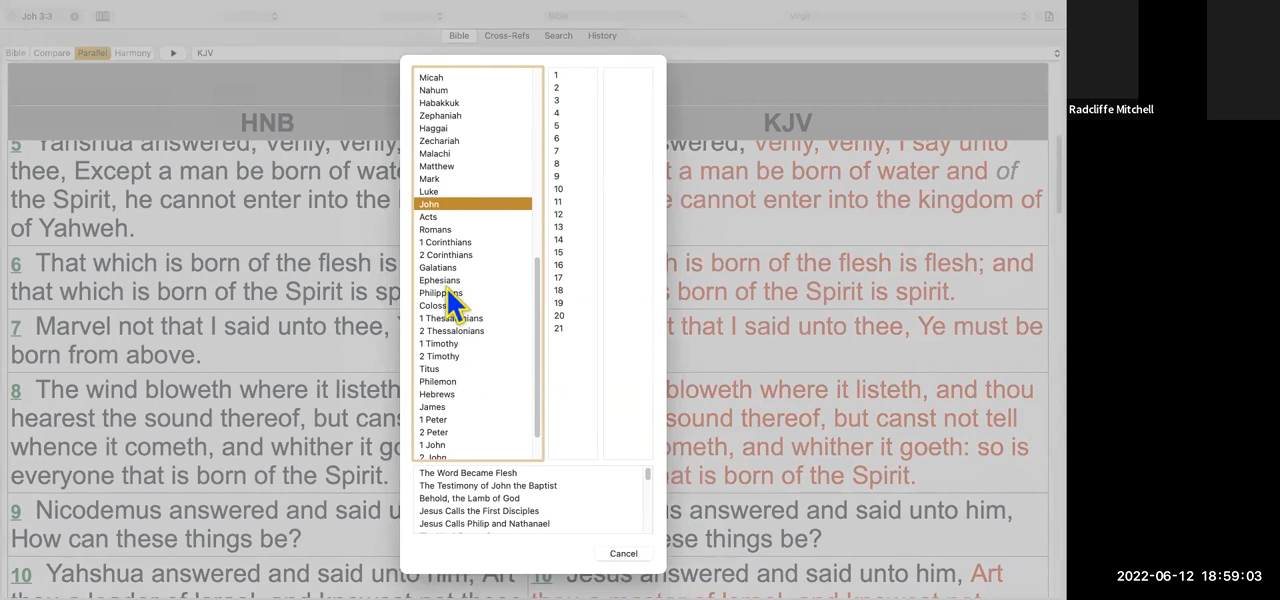 Joh 3:3
Bible
Virgin
Bible Cross-Refs Search History
Bible Compare Parallel Harmony KJV
HNB
KJV
5 Yahshua answered, Verily, Verily,
thee, Except a man be born of
the Spirit, he cannot enter into the
of Yahweh.
6 That which is born of the flesh is
that which is born of the Spirit is
7 Marvel not that I said unto thee,
born from above.
8 The wind bloweth where it listeth
hearest the sound thereof, but
whence it cometh, and whither it
everyone that is born of the Spirit.
9 Nicodemus answered and said
How can these things be?
10 Yahshua answered and said unto him, Art
Verily, verily, I say unto
a man be born of water and of
cannot enter into the kingdom of
is born of the flesh is flesh; and
is born of the Spirit is spirit.
that I said unto thee, Ye must be
bloweth where it listeth, and thou
sound thereof, but canst not tell
and whither it goeth: so is
that is born of the Spirit.
answered and said unto him,
these things be?
10 Jesus answered and said unto him, Art
Micah
Nahum
Habakkuk
Zephaniah
Haggai
Zechariah
Malachi
Matthew
Mark
Luke
John
Acts
Romans
1 Corinthians
2 Corinthians
Galatians
Ephesians
1 Thessalonians
2 Thessalonians
1 Timothy
2 Timothy
Titus
Philemon
Hebrews
James
1 Peter
2 Peter
1 John
2 John
1
2
3
4
5
6
7
8
9
10
11
12
13
14
15
16
17
18
19
20
21
The Word Became Flesh
The Testimony of John the Baptist
Behold, the Lamb of God
Jesus Calls the First Disciples
Jesus Calls Philip and Nathanael
Cancel
Radcliffe Mitchell
2022-06-12 18:59:03